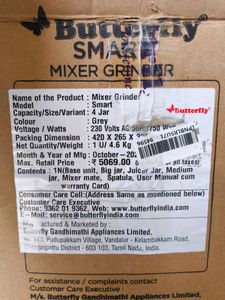 Butterfly
SMART
MIXER GRINDER
Name of the Product : Mixer Grinder
Model : Smart
Capacity/Size/Variant : 4 Jar
Colour : Grey
Voltage / Watts : 230 Volts AC 50Hz/750 W
Packing Dimension : 420 x 265 x
Net Quantity/Weight : 1 U/ 4.6 Kg
Month & Year of Mfg : October-20
Max. Retail Price : ₹ 5069.00 of all taxes)
Contents : 1N(Base unit, Big jar, Juicer Jar, Medium
jar, Mixer mate, Spatula, User Manual cum
warranty Card)
Consumer Care Cell:(Address Same as mentioned below)
Customer Care Executive
Phone: 9362 01 9362, Web: www.butterflyindia.com
e-Mail: service@butterflyindia.com
Manufactured & Marketed by :
Butterfly Gandhimathi Appliances Limited,
No: 143, Pudupakkam Village, Vandalur - Kelambakkam Road,
Chengalpattu District - 603 103, Tamil Nadu, India.
Butterfly
For assistance / complaints contact
Customer Care Executive :
M/s. Butterfly Gandhimathi Appliances Limited,